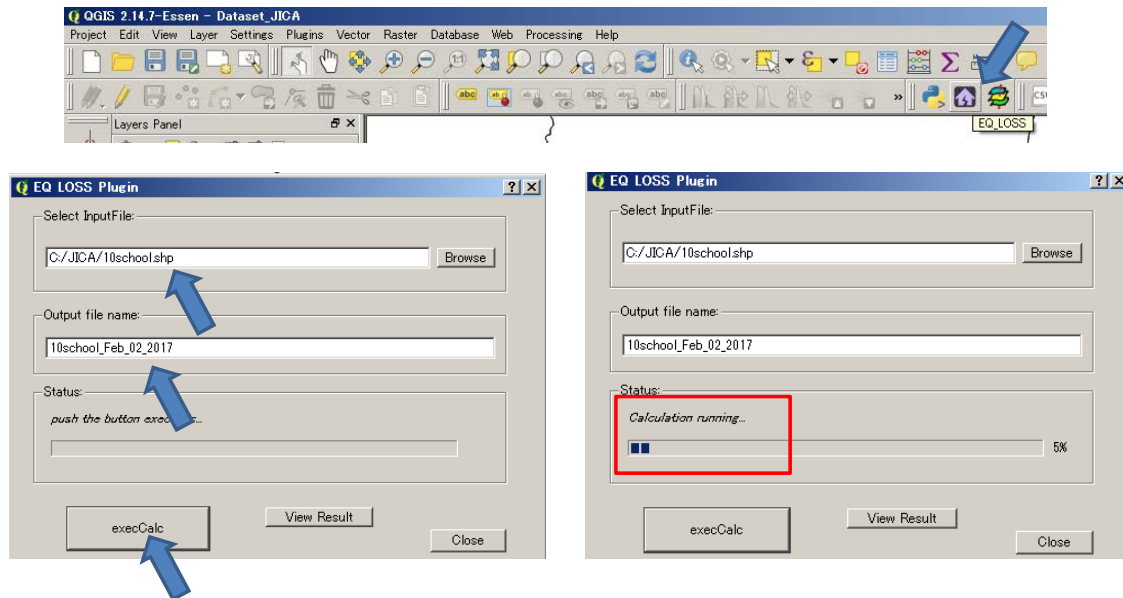 QGIS 2.14.7-Essen - Dataset_JICA
Project Edit View Layer Settings Plugins Vector Raster Database Web Processing Help
abc
Layers Panel
EQ_LOSS
EQ LOSS Plugin
Select InputFile:
C:/JICA/10school.shp
Browse
Output file name:
10school_Feb_02_2017
Status:
push the button
execCalc
View Result
Close
EQ LOSS Plugin
Select InputFile:
C:/JICA/10school.shp
Browse
Output file name:
10school_Feb_02_2017
Status:
Calculation running...
5%
execCalc
View Result
Close